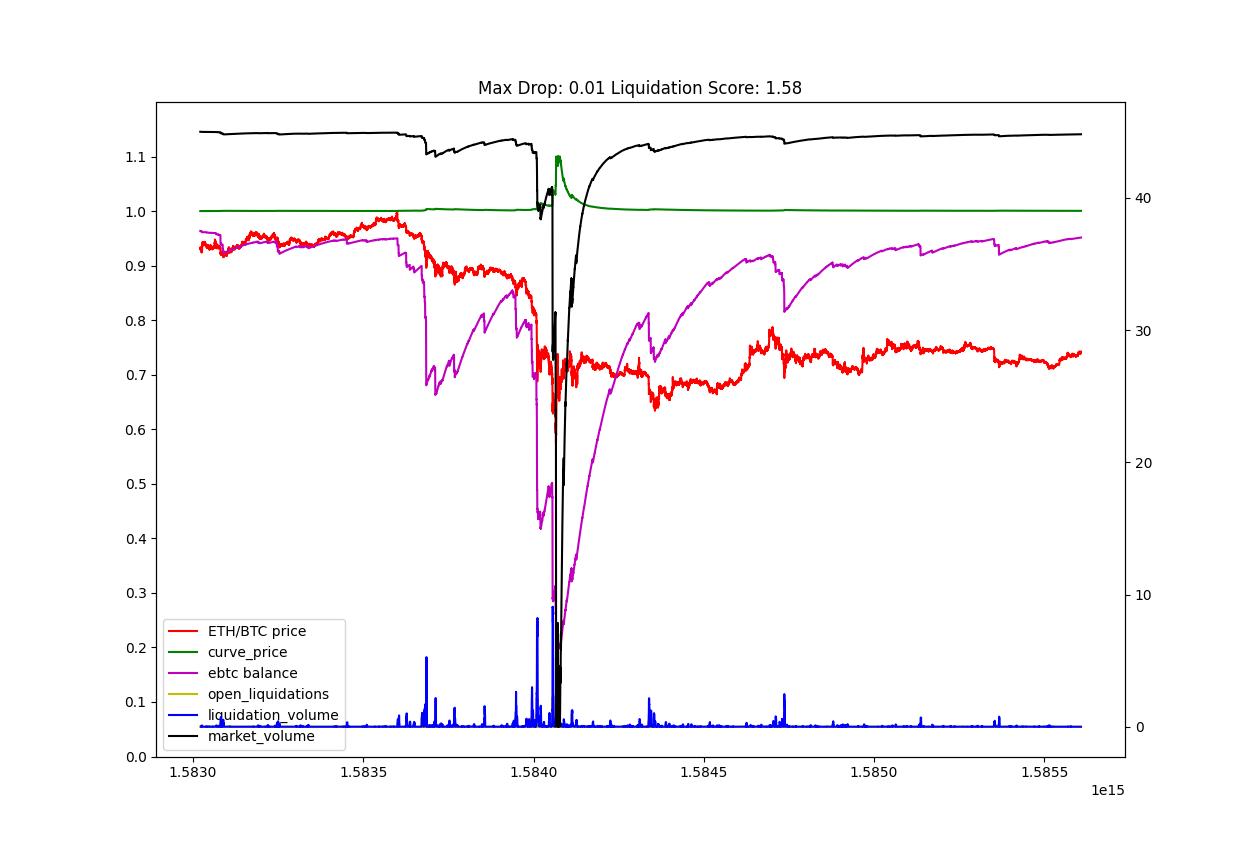 Max Drop: 0.01 Liquidation Score: 1.58
1.1
1.0
0.9
0.8
0.7
0.6
0.5
0.4
0.3
0.2
0.1
0.0
40
30
20
10
0
ETH/BTC price
curve_price
ebtc balance
open_liquidations
liquidation_volume
market_volume
1.5830
1.5835
1.5840
1.5845
1.5850
1.5855
1e15